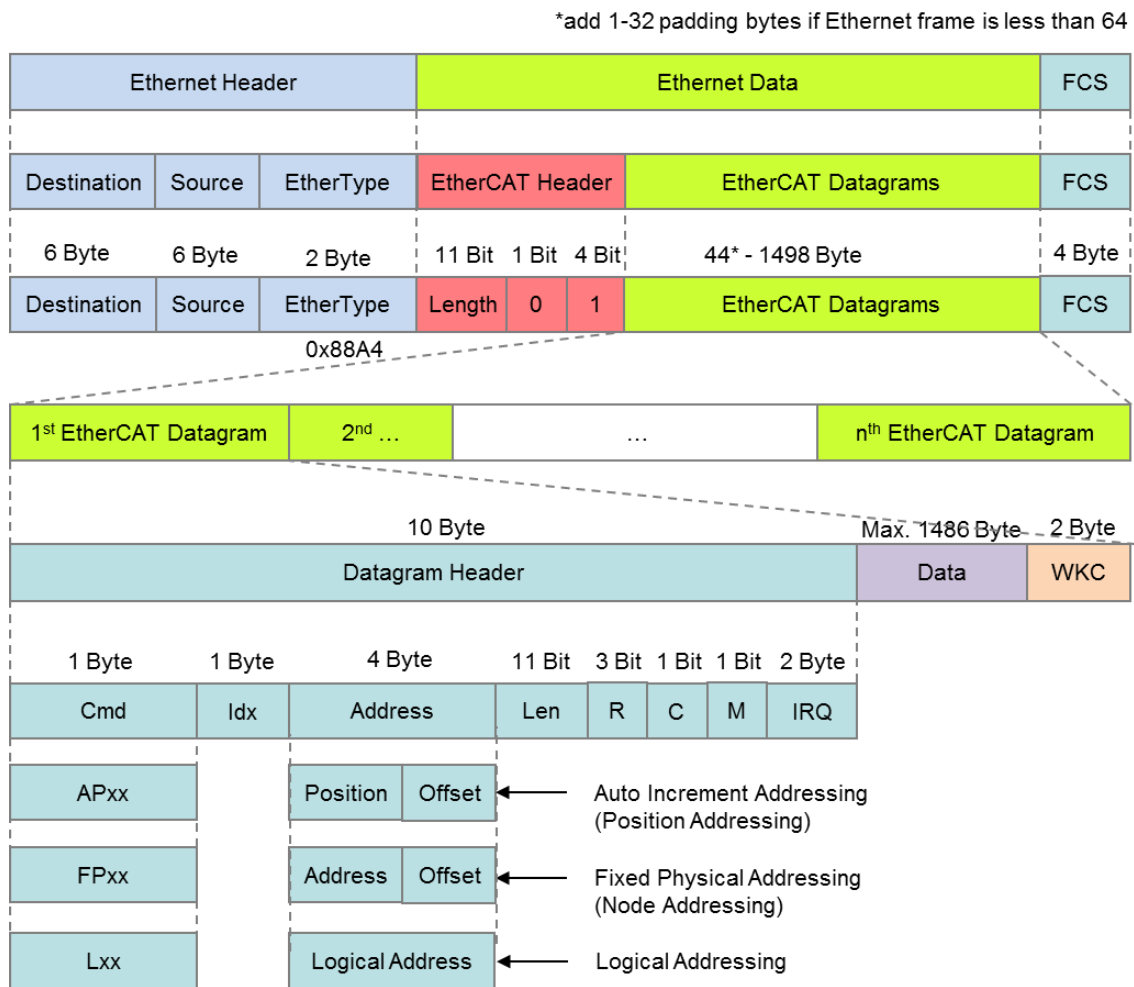 *add 1-32 padding bytes if Ethernet frame is less than 64
Ethernet Header Ethernet Data FCS
Destination Source EtherType EtherCAT Header EtherCAT Datagrams FCS
6 Byte 6 Byte 2 Byte 11 Bit 1 Bit 4 Bit 44* - 1498 Byte 4 Byte
Destination Source EtherType Length 0 1 EtherCAT Datagrams FCS
0x88A4
1st EtherCAT Datagram 2nd ... ... nth EtherCAT Datagram
10 Byte Max. 1486 Byte 2 Byte
Datagram Header Data WKC
1 Byte 1 Byte 4 Byte 11 Bit 3 Bit 1 Bit 1 Bit 2 Byte
Cmd Idx Address Len R C M IRQ
APxx Position Offset Auto Increment Addressing
(Position Addressing)
FPxx Address Offset Fixed Physical Addressing
(Node Addressing)
Lxx Logical Address Logical Addressing